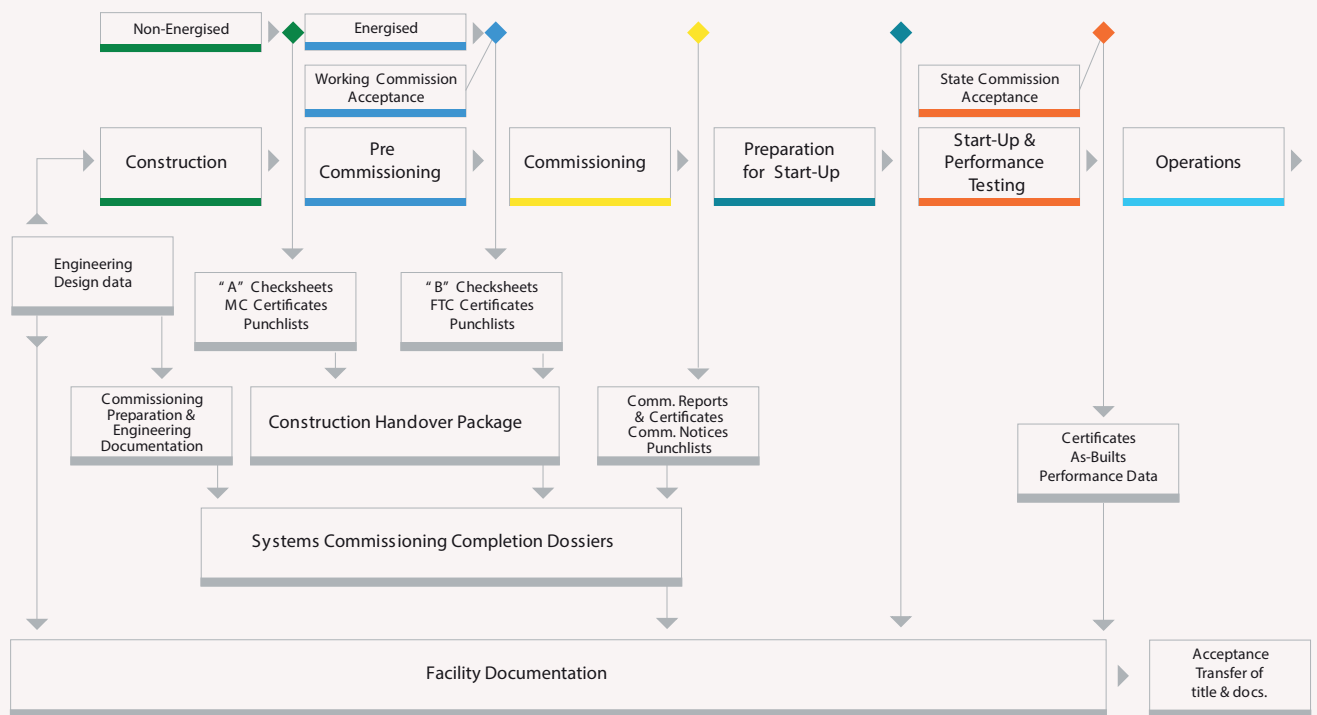 Non-Energised
Energised
Working Commission
Acceptance
State Commission
Acceptance
Construction
Pre
Commissioning
Commissioning
Preparation
for Start-Up
Start-Up &
Performance
Testing
Operations
Engineering
Design data
“A” Checksheets
MC Certificates
Punchlists
“B” Checksheets
FTC Certificates
Punchlists
Commissioning
Preparation &
Engineering
Documentation
Construction Handover Package
Comm. Reports
& Certificates
Comm. Notices
Punchlists
Certificates
As-Builts
Performance Data
Systems Commissioning Completion Dossiers
Facility Documentation
Acceptance
Transfer of
title & docs.